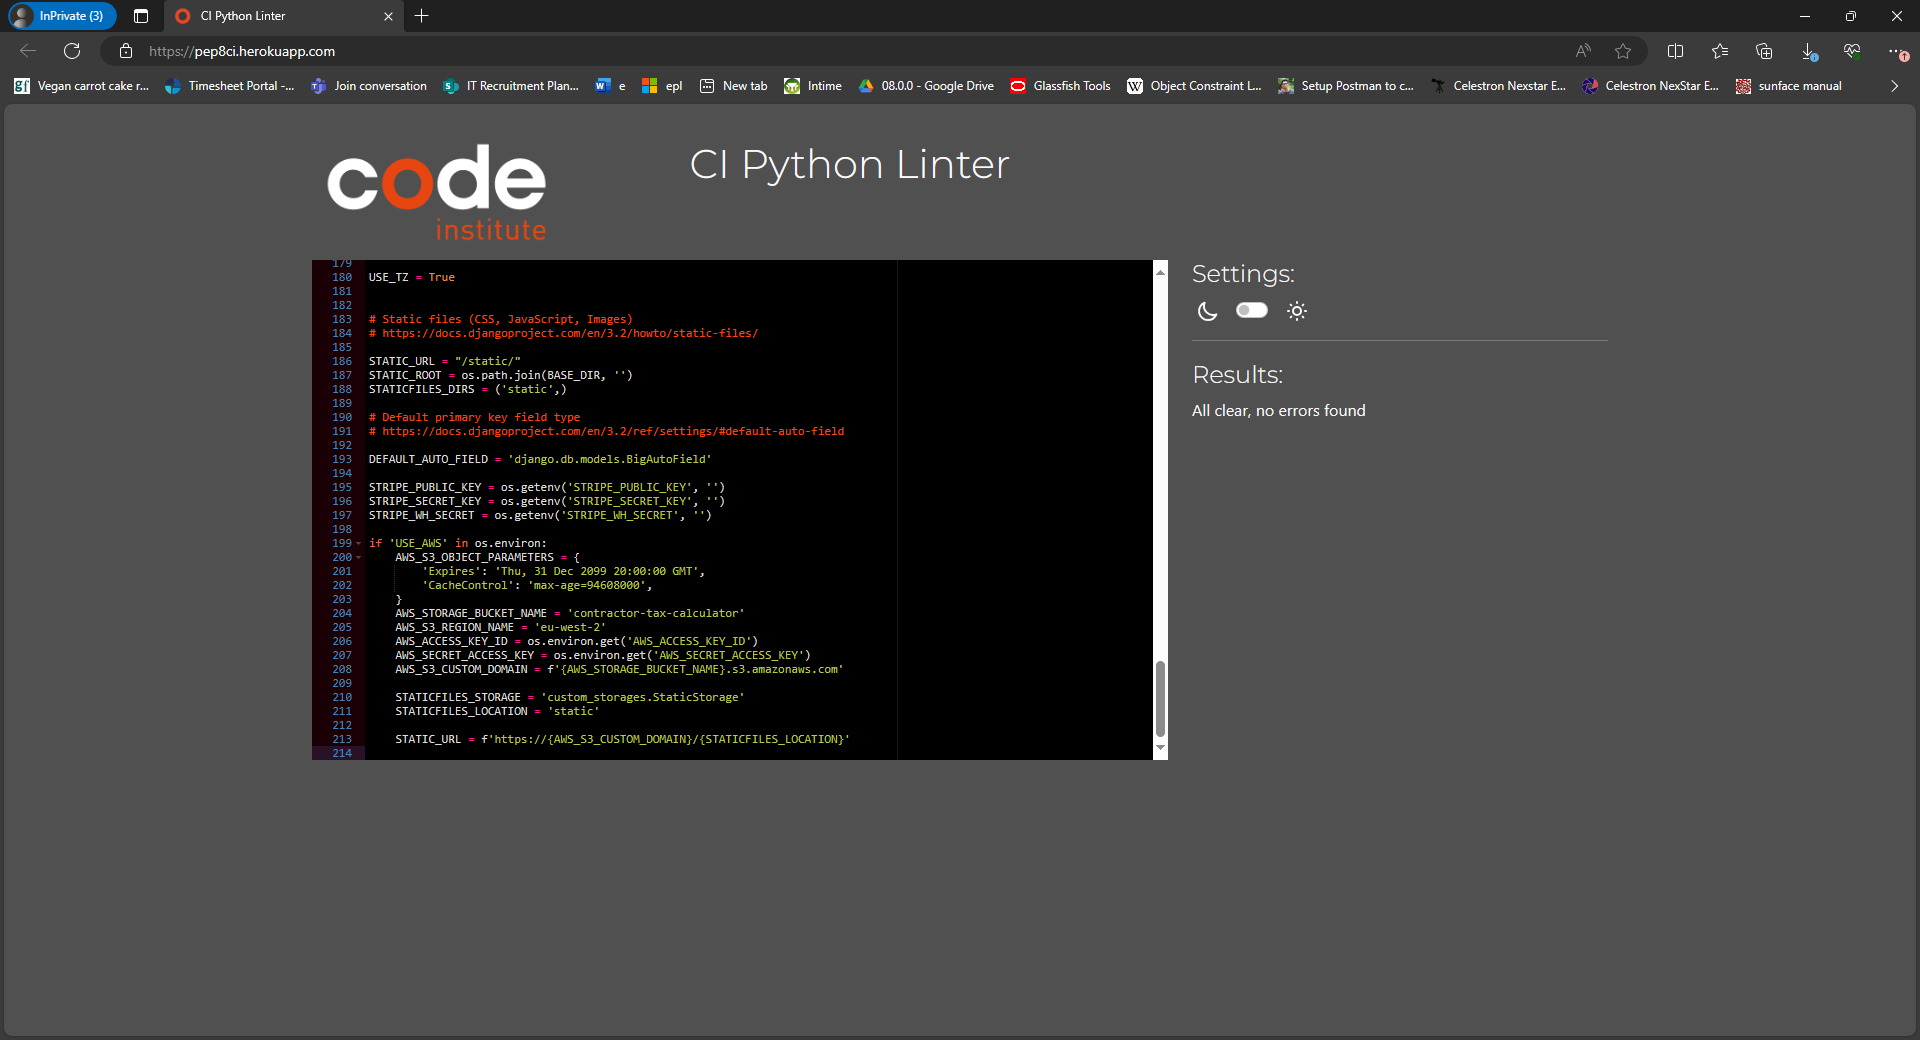 InPrivate (3)
CI Python Linter
https://pep8ci.herokuapp.com
Vegan carrot cake r...
Timesheet Portal -...
Join conversation
IT Recruitment Plan...
e
epl
New tab
Intime
08.0.0 - Google Drive
Glassfish Tools
Object Constraint L...
Setup Postman to c...
Celestron Nexstar E...
Celestron NexStar E...
sunface manual
code
institute
CI Python Linter
179
180 USE_TZ = True
181
182
183 # Static files (CSS, JavaScript, Images)
184 # https://docs.djangoproject.com/en/3.2/howto/static-files/
185
186 STATIC_URL = "/static/"
187 STATIC_ROOT = os.path.join(BASE_DIR, '')
188 STATICFILES_DIRS = ('static',)
189
190 # Default primary key field type
191 # https://docs.djangoproject.com/en/3.2/ref/settings/#default-auto-field
192
193 DEFAULT_AUTO_FIELD = 'django.db.models.BigAutoField'
194
195 STRIPE_PUBLIC_KEY = os.getenv('STRIPE_PUBLIC_KEY', '')
196 STRIPE_SECRET_KEY = os.getenv('STRIPE_SECRET_KEY', '')
197 STRIPE_WH_SECRET = os.getenv('STRIPE_WH_SECRET', '')
198
199 if 'USE_AWS' in os.environ:
200 AWS_S3_OBJECT_PARAMETERS = {
201 'Expires': 'Thu, 31 Dec 2099 20:00:00 GMT',
202 'CacheControl': 'max-age=94608000',
203 }
204 AWS_STORAGE_BUCKET_NAME = 'contractor-tax-calculator'
205 AWS_S3_REGION_NAME = 'eu-west-2'
206 AWS_ACCESS_KEY_ID = os.environ.get('AWS_ACCESS_KEY_ID')
207 AWS_SECRET_ACCESS_KEY = os.environ.get('AWS_SECRET_ACCESS_KEY')
208 AWS_S3_CUSTOM_DOMAIN = f'{AWS_STORAGE_BUCKET_NAME}.s3.amazonaws.com'
209
210 STATICFILES_STORAGE = 'custom_storages.StaticStorage'
211 STATICFILES_LOCATION = 'static'
212
213 STATIC_URL = f'https://{AWS_S3_CUSTOM_DOMAIN}/{STATICFILES_LOCATION}'
214
Settings:
Results:
All clear, no errors found